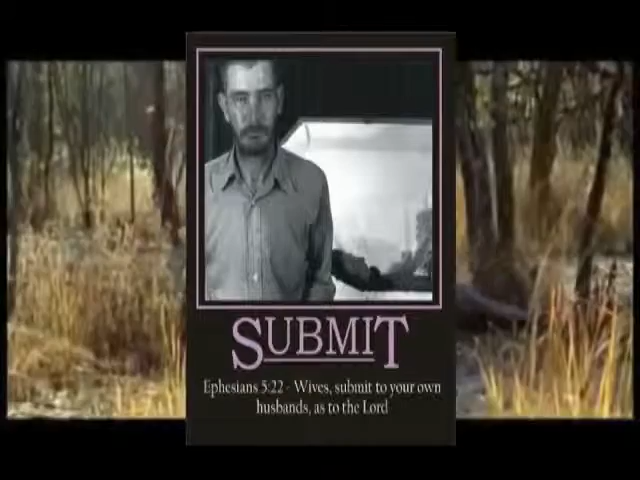 SUBMIT
Ephesians 5:22 - Wives, submit to your own
husbands, as to the Lord